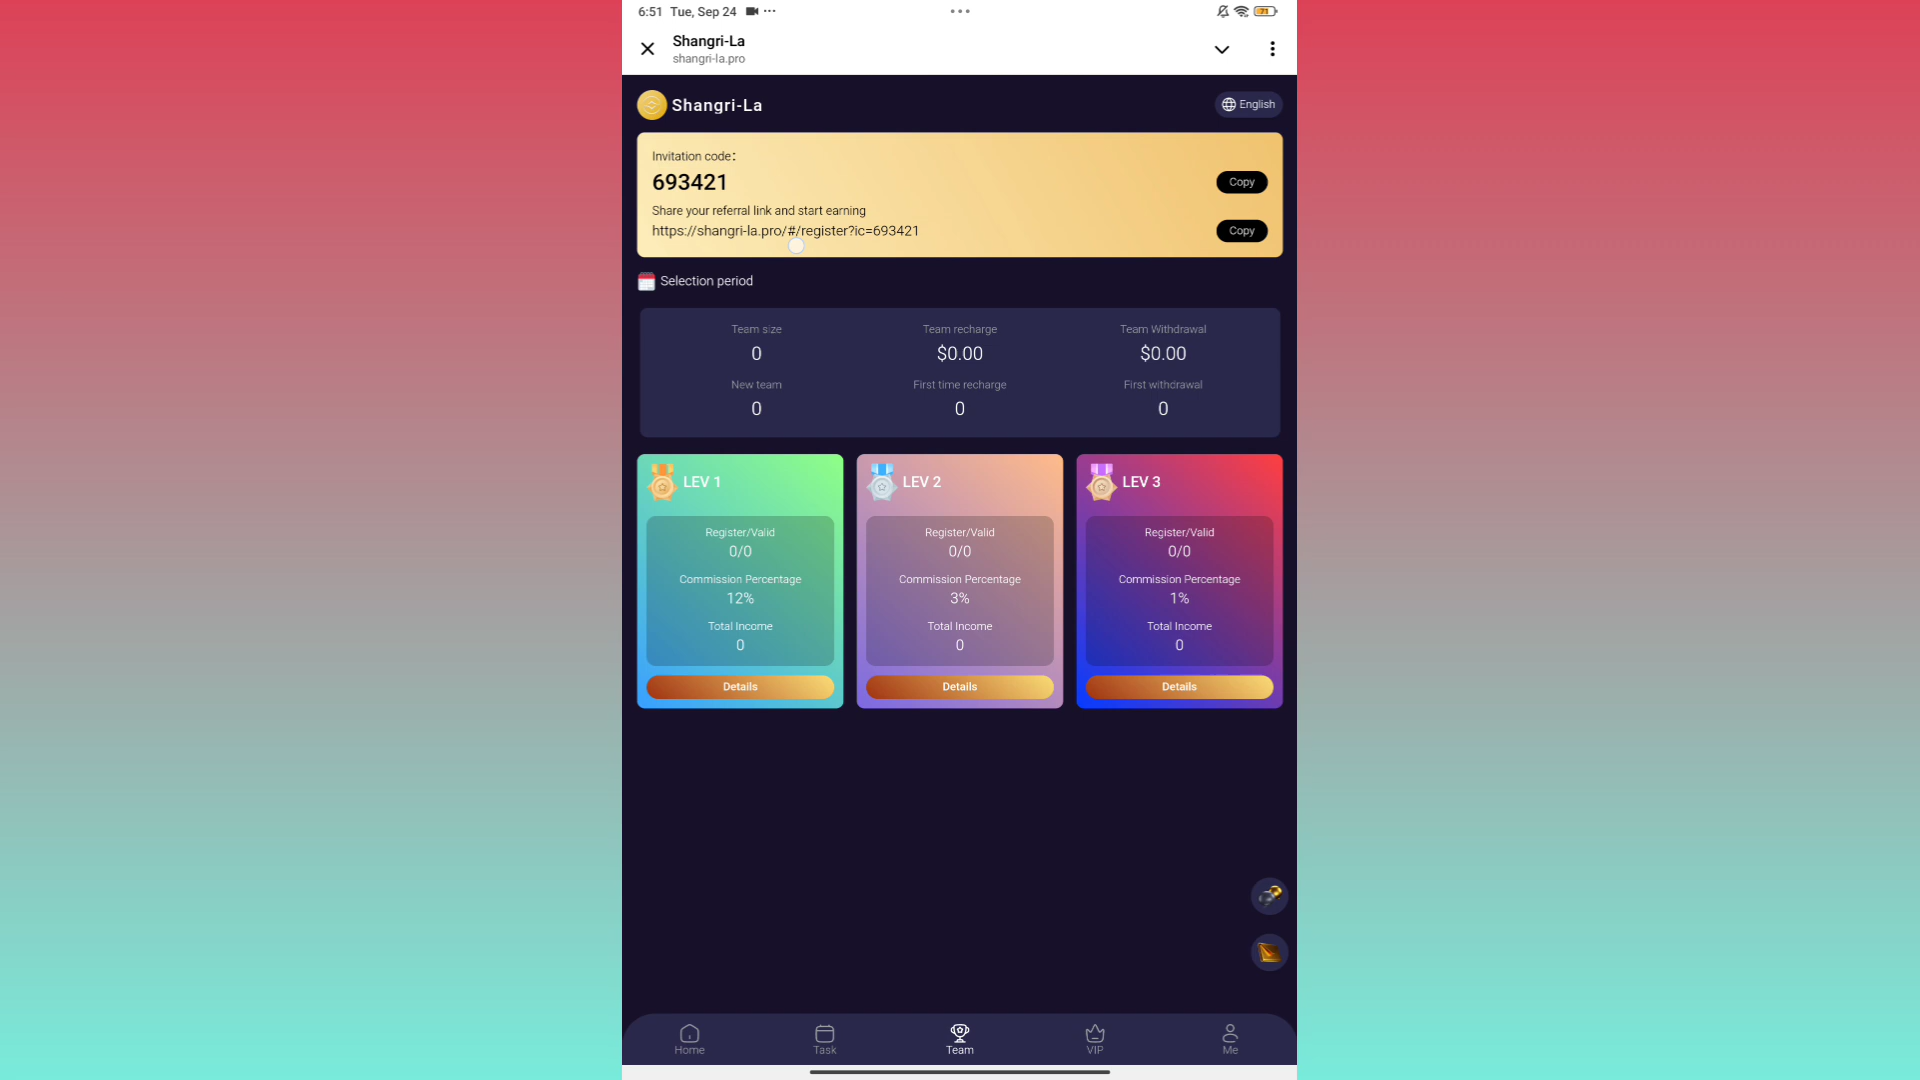 6:51 Tue, Sep 24 ...
71
Shangri-La
shangri-la.pro
Shangri-La
English
Invitation code：
693421
Copy
Share your referral link and start earning
https://shangri-la.pro/#/register?ic=693421
Copy
Selection period
Team size
Team recharge
Team Withdrawal
0
$0.00
$0.00
New team
First time recharge
First withdrawal
0
0
0
LEV 1
Register/Valid
0/0
Commission Percentage
12%
Total Income
0
Details
LEV 2
Register/Valid
0/0
Commission Percentage
3%
Total Income
0
Details
LEV 3
Register/Valid
0/0
Commission Percentage
1%
Total Income
0
Details
Home
Task
Team
VIP
Me